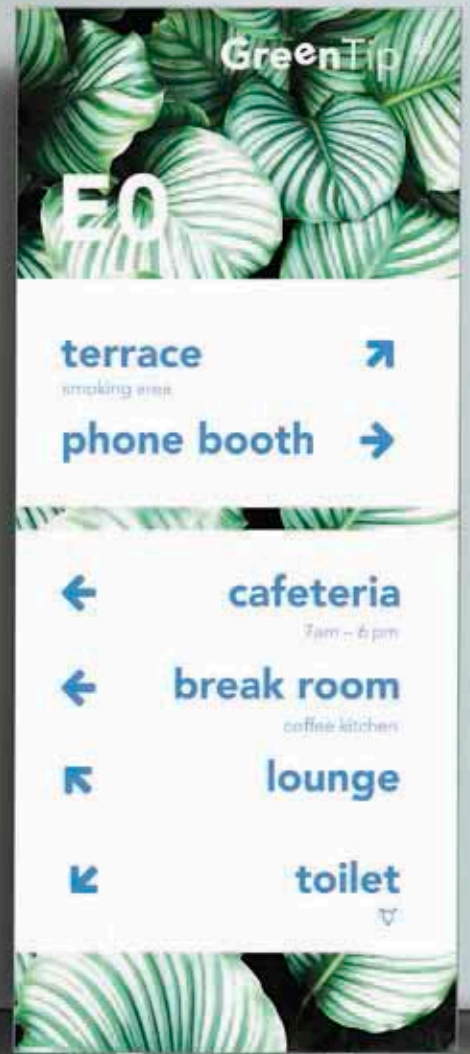 GreenTip
E0
terrace
smoking area
phone booth
cafeteria
7am – 6 pm
break room
coffee kitchen
lounge
toilet